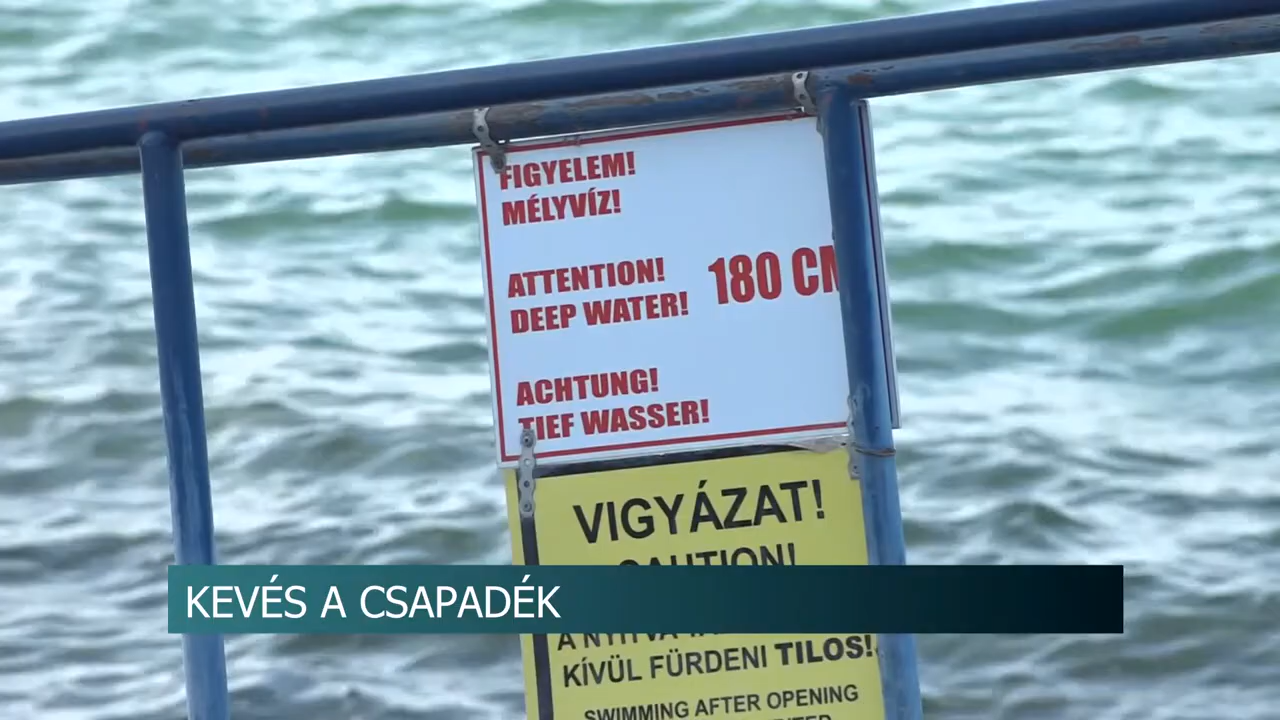 FIGYELEM!
MÉLYVÍZ!
ATTENTION!
DEEP WATER!
180 CM
ACHTUNG!
TIEF WASSER!
VIGYÁZAT!
CAUTION!
KEVÉS A CSAPADÉK
KÍVÜL FÜRDENI TILOS!
SWIMMING AFTER OPENING